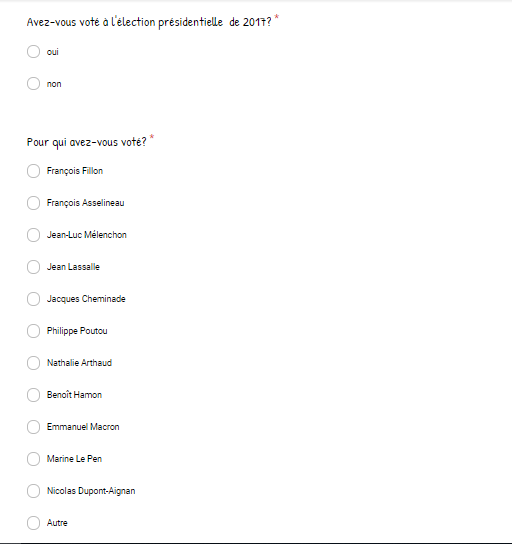 Avez-vous voté à l'élection présidentielle de 2017? *
oui
non
Pour qui avez-vous voté? *
François Fillon
François Asselineau
Jean-Luc Mélenchon
Jean Lassalle
Jacques Cheminade
Philippe Poutou
Nathalie Arthaud
Benoît Hamon
Emmanuel Macron
Marine Le Pen
Nicolas Dupont-Aignan
Autre